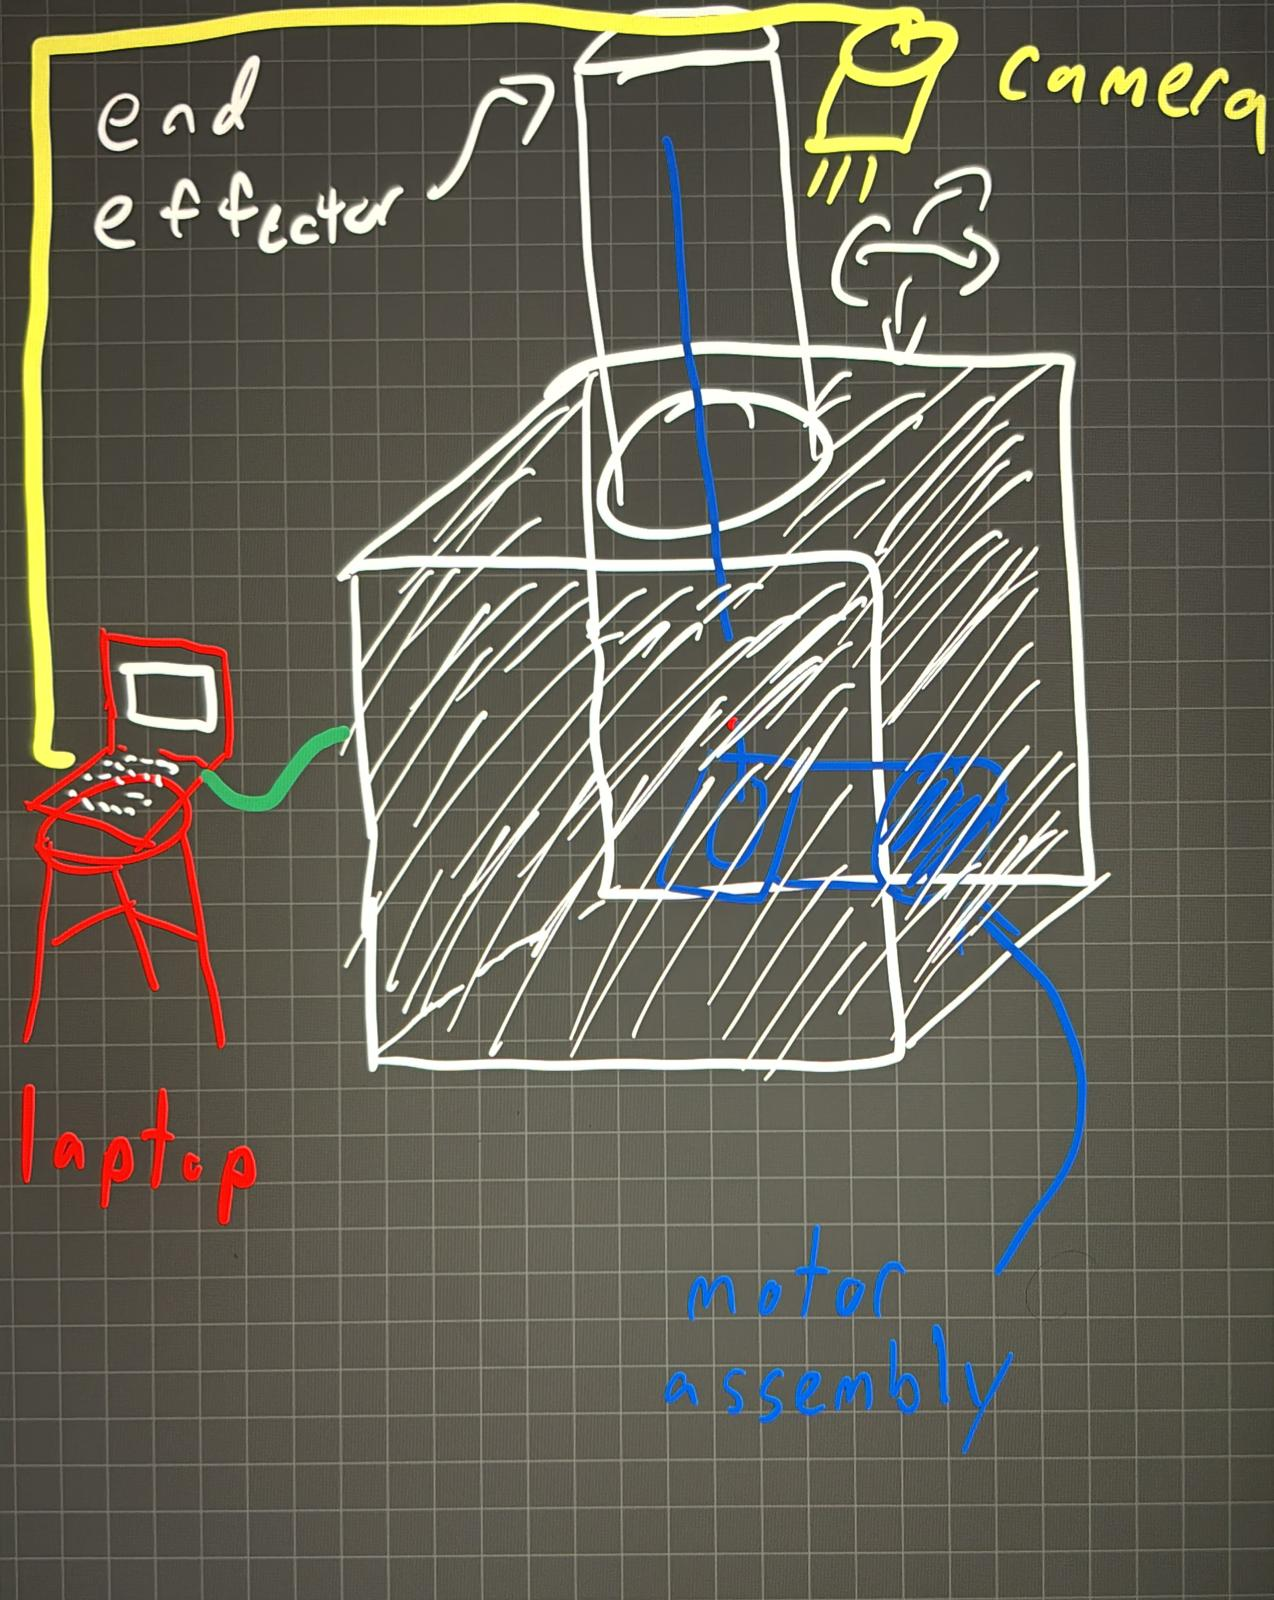 end
effector
camera
laptop
motor
assembly